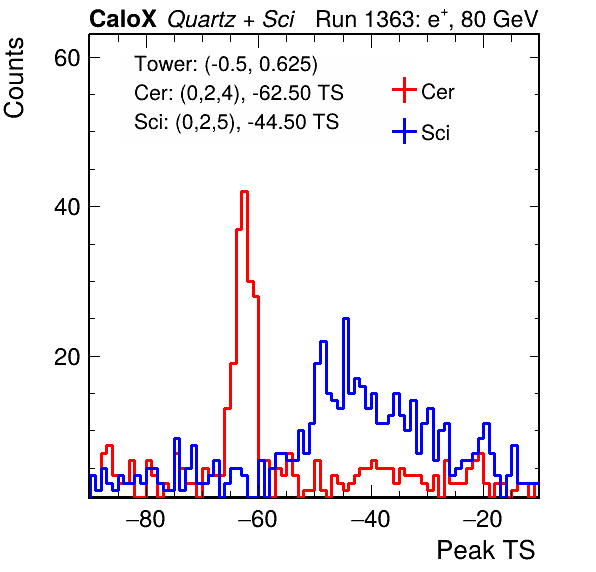 CaloX Quartz + Sci Run 1363: e⁺, 80 GeV
Tower: (-0.5, 0.625)
Cer: (0,2,4), -62.50 TS
Sci: (0,2,5), -44.50 TS
Cer
Sci
Counts
60
40
20
−80 −60 −40 −20
Peak TS